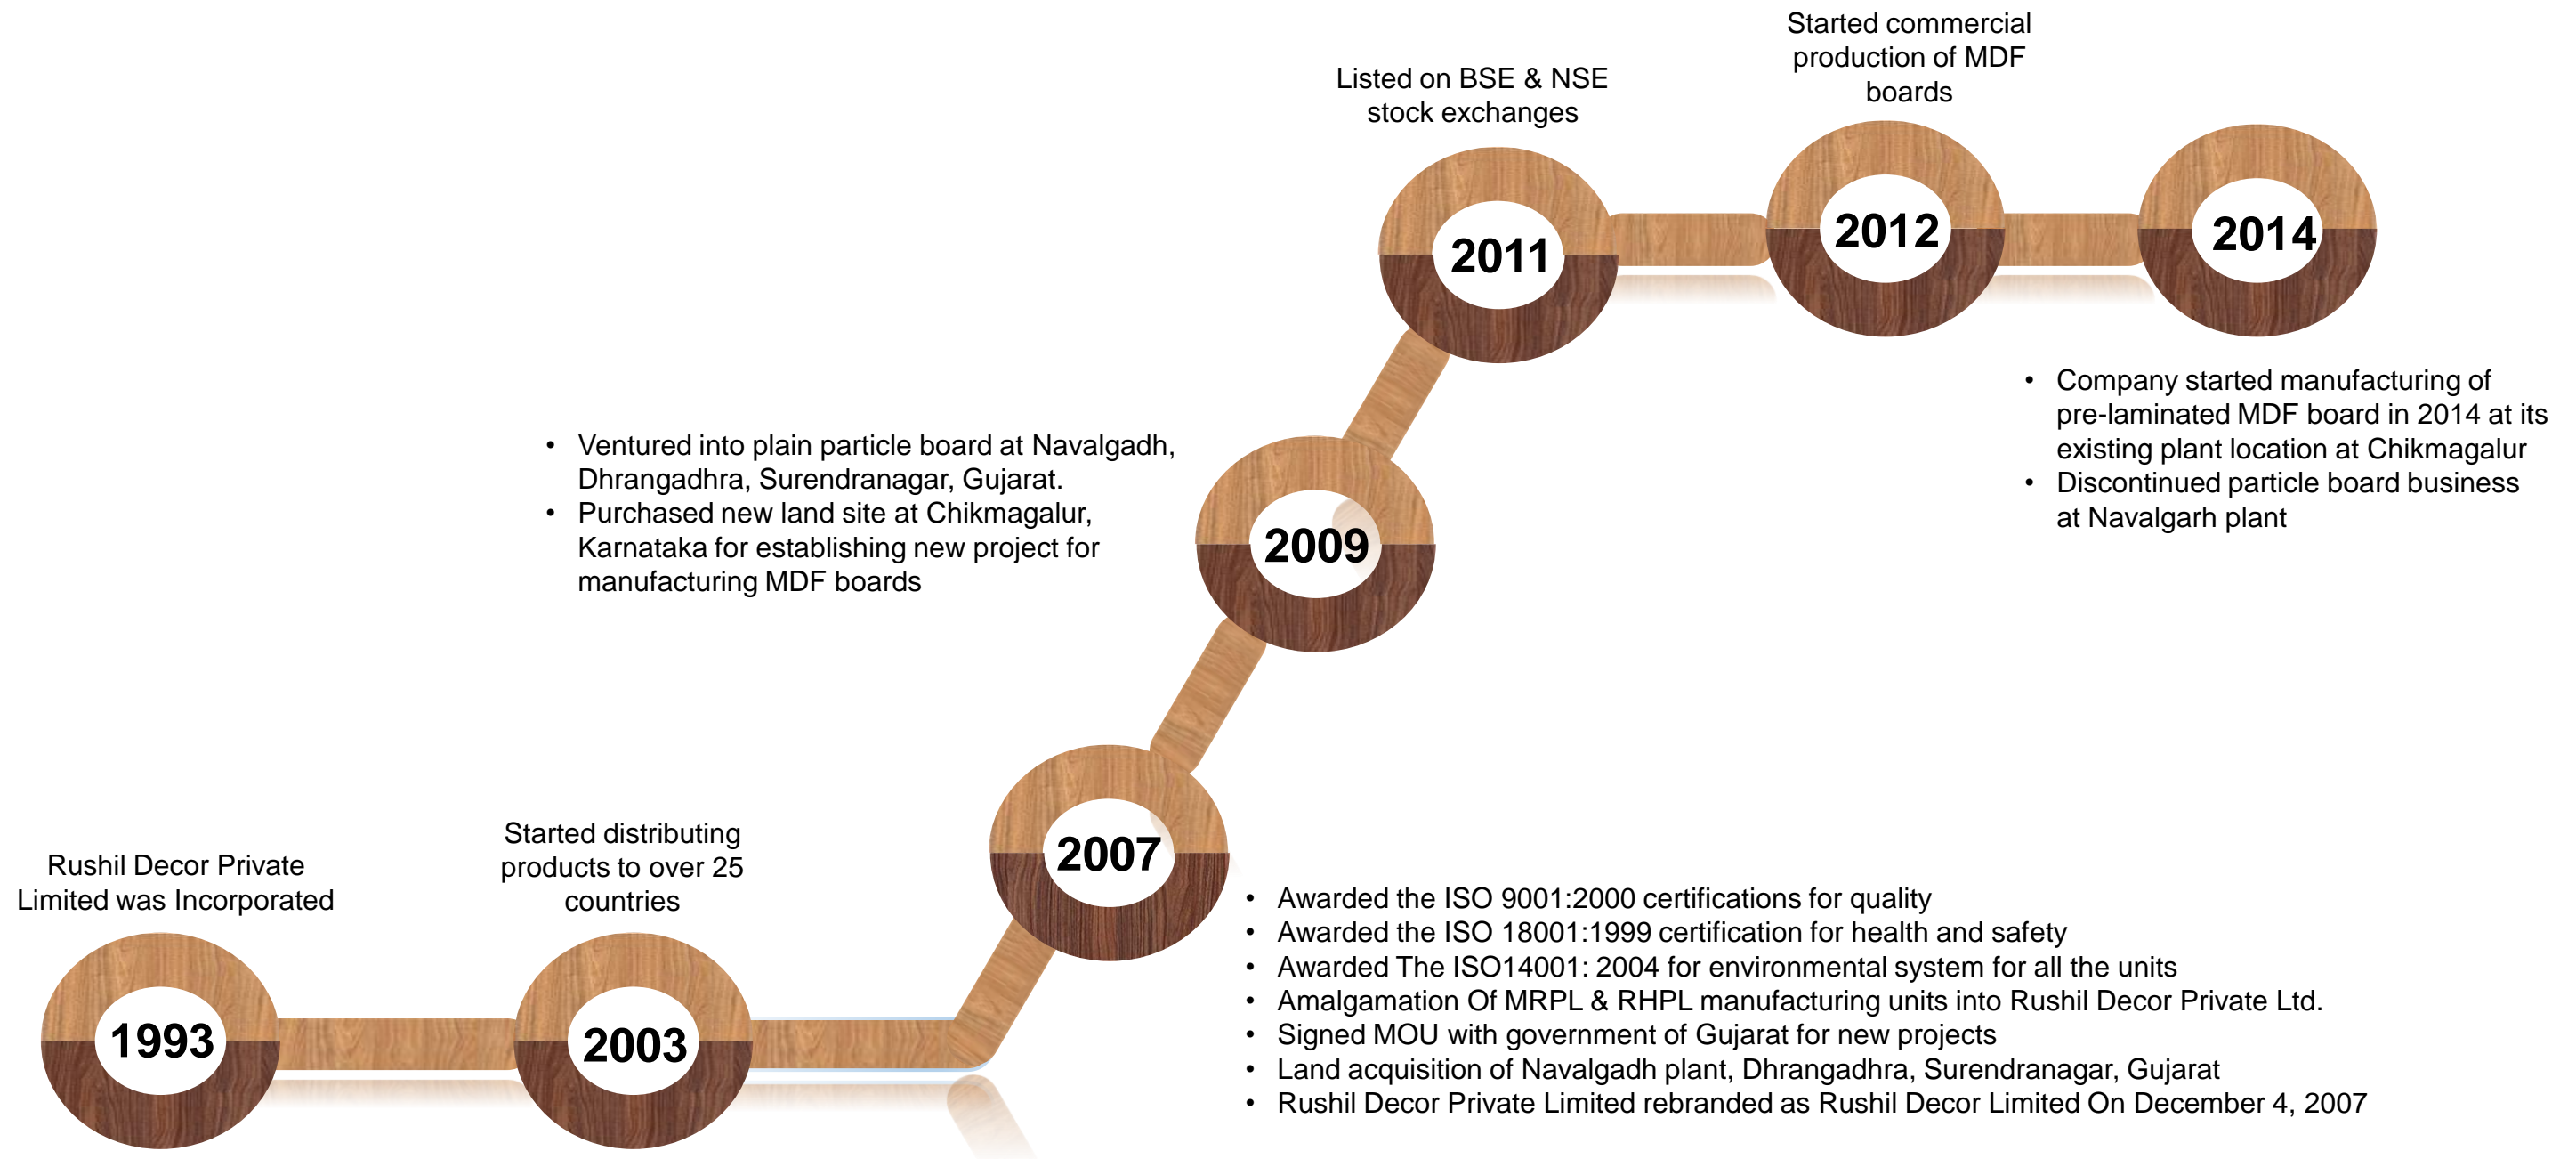 Rushil Decor Private
Limited was Incorporated
1993
Started distributing
products to over 25
countries
2003
2007
• Awarded the ISO 9001:2000 certifications for quality
• Awarded the ISO 18001:1999 certification for health and safety
• Awarded The ISO14001: 2004 for environmental system for all the units
• Amalgamation Of MRPL & RHPL manufacturing units into Rushil Decor Private Ltd.
• Signed MOU with government of Gujarat for new projects
• Land acquisition of Navalgadh plant, Dhrangadhra, Surendranagar, Gujarat
• Rushil Decor Private Limited rebranded as Rushil Decor Limited On December 4, 2007
• Ventured into plain particle board at Navalgadh,
Dhrangadhra, Surendranagar, Gujarat.
• Purchased new land site at Chikmagalur,
Karnataka for establishing new project for
manufacturing MDF boards
2009
Listed on BSE & NSE
stock exchanges
2011
Started commercial
production of MDF
boards
2012
2014
• Company started manufacturing of
pre-laminated MDF board in 2014 at its
existing plant location at Chikmagalur
• Discontinued particle board business
at Navalgarh plant